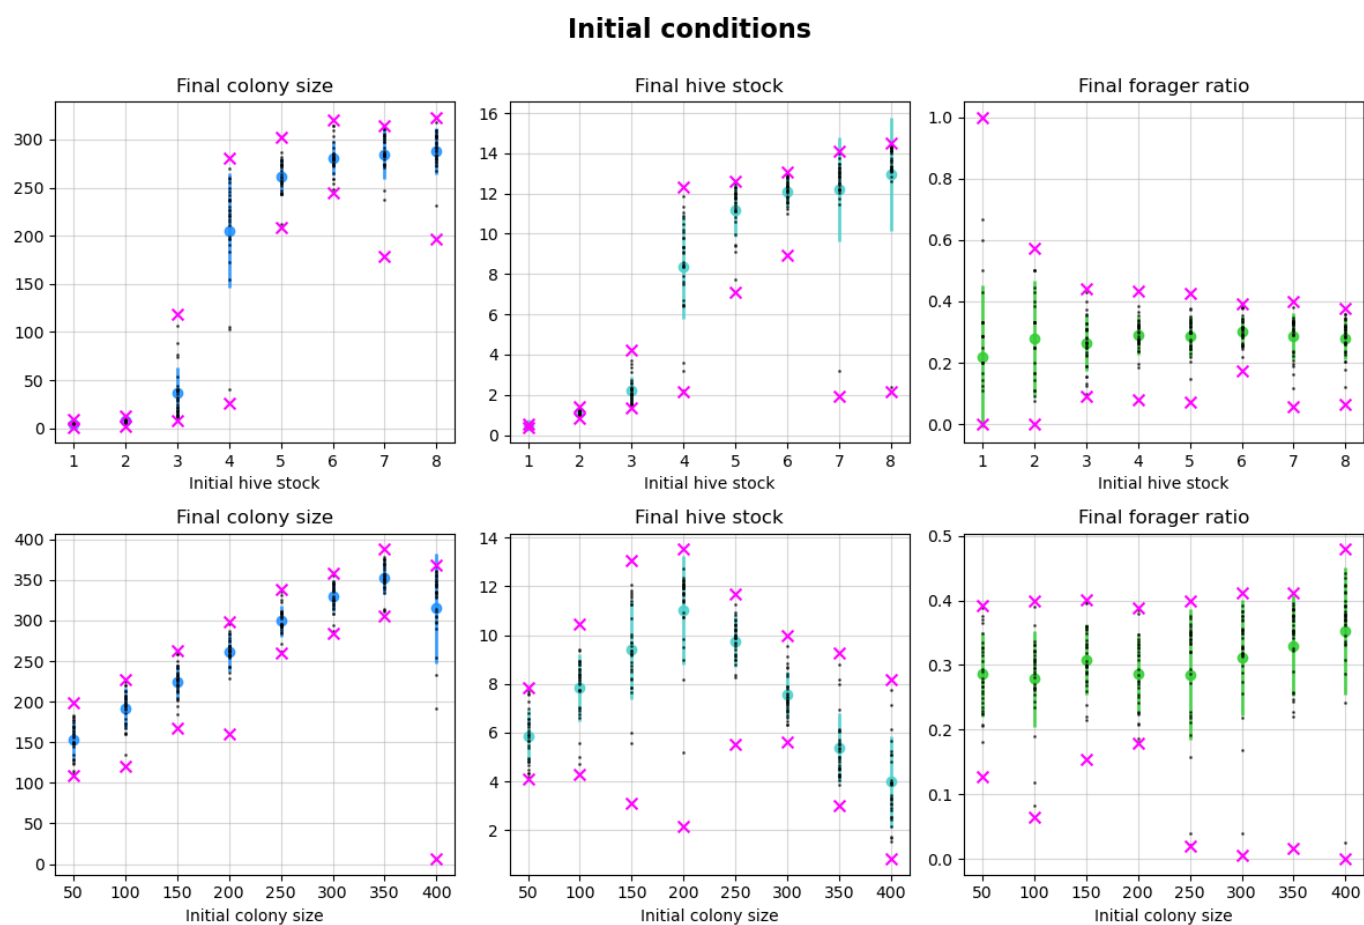 Initial conditions
Final colony size
300
250
200
150
100
50
0
1 2 3 4 5 6 7 8
Initial hive stock
Final hive stock
16
14
12
10
8
6
4
2
0
1 2 3 4 5 6 7 8
Initial hive stock
Final forager ratio
1.0
0.8
0.6
0.4
0.2
0.0
1 2 3 4 5 6 7 8
Initial hive stock
Final colony size
400
350
300
250
200
150
100
50
0
50 100 150 200 250 300 350 400
Initial colony size
Final hive stock
14
12
10
8
6
4
2
50 100 150 200 250 300 350 400
Initial colony size
Final forager ratio
0.5
0.4
0.3
0.2
0.1
0.0
50 100 150 200 250 300 350 400
Initial colony size